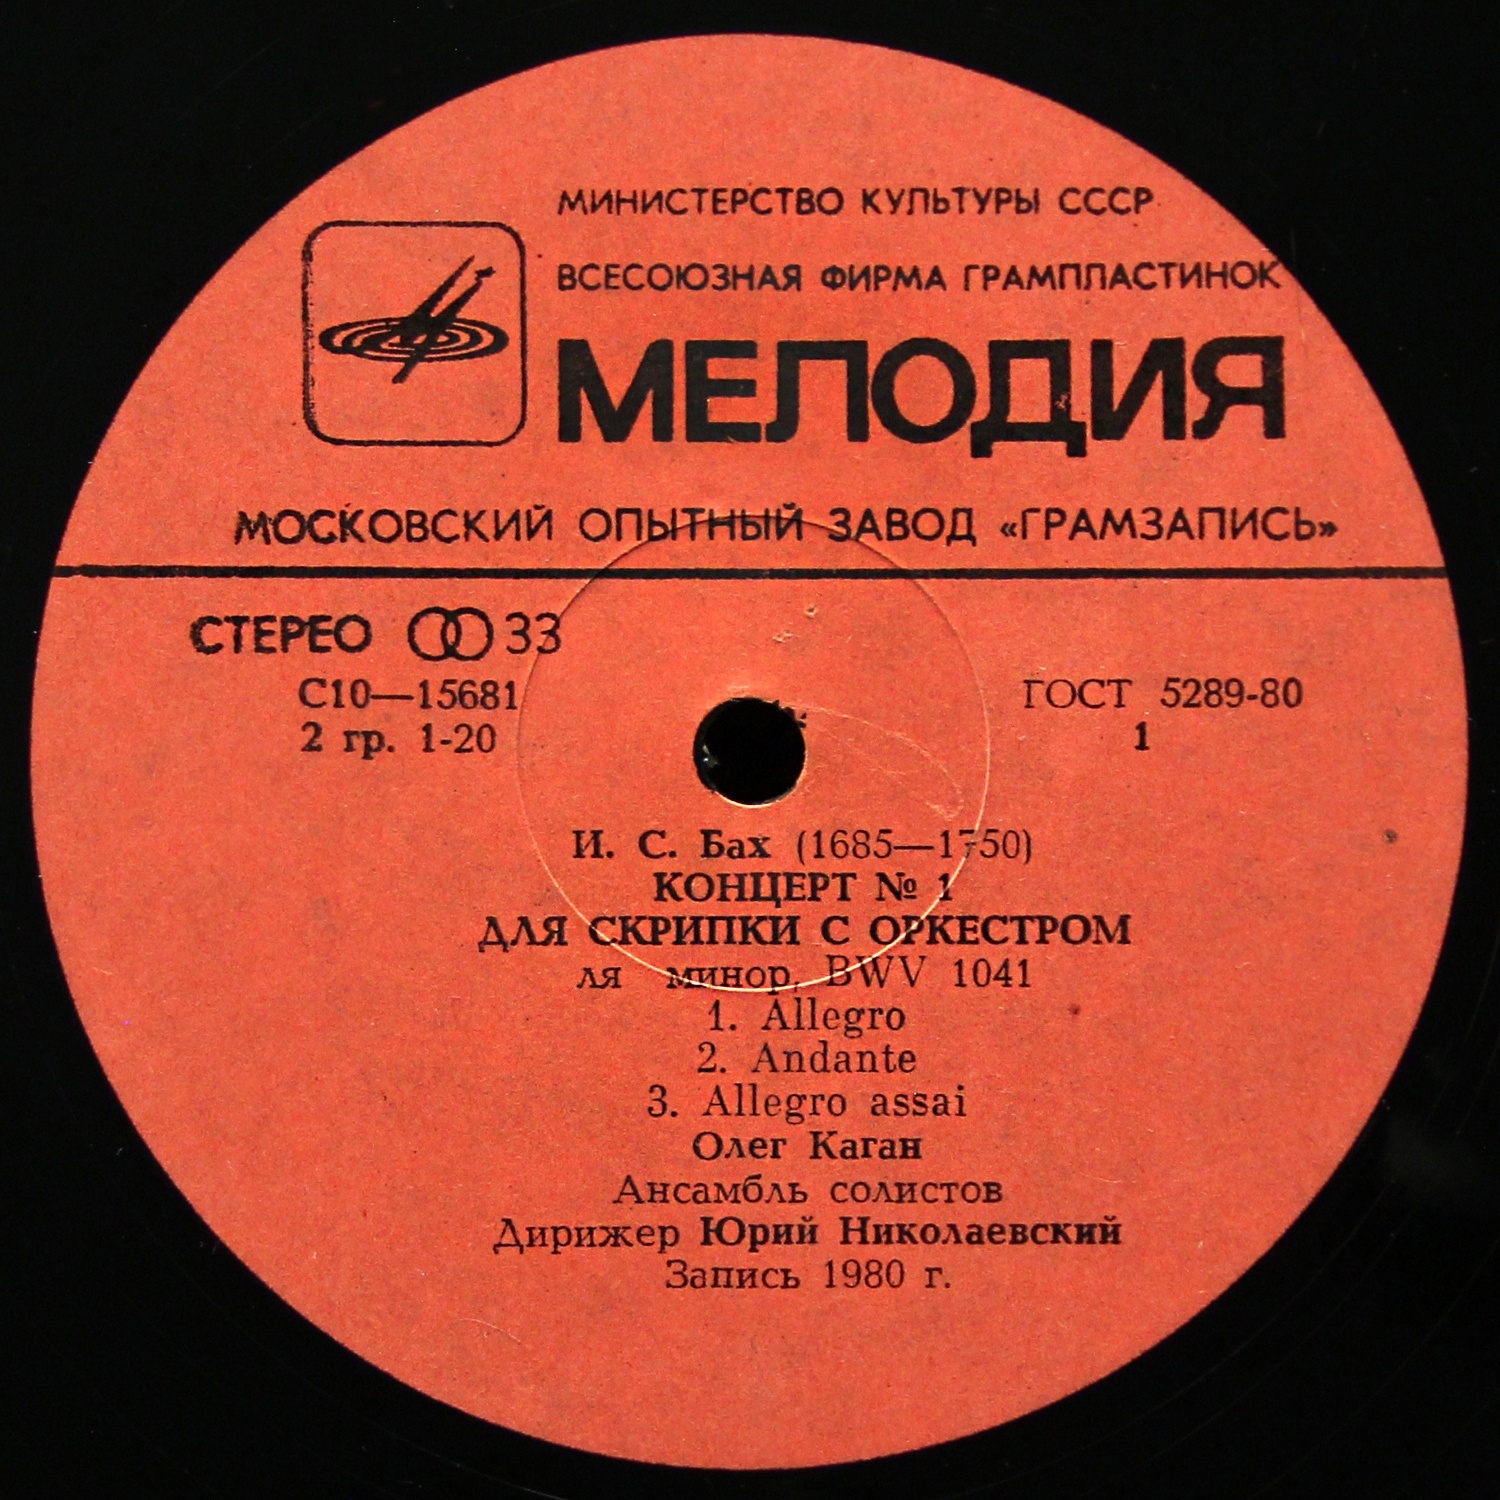 МИНИСТЕРСТВО КУЛЬТУРЫ СССР
ВСЕСОЮЗНАЯ ФИРМА ГРАМПЛАСТИНОК
МЕЛОДИЯ
МОСКОВСКИЙ ОПЫТНЫЙ ЗАВОД «ГРАМЗАПИСЬ»
СТЕРЕО 33
С10—15681
2 гр. 1-20
ГОСТ 5289-80
1
И. С. Бах (1685—1750)
КОНЦЕРТ № 1
ДЛЯ СКРИПКИ С ОРКЕСТРОМ
ля минор, BWV 1041
1. Allegro
2. Andante
3. Allegro assai
Олег Каган
Ансамбль солистов
Дирижер Юрий Николаевский
Запись 1980 г.